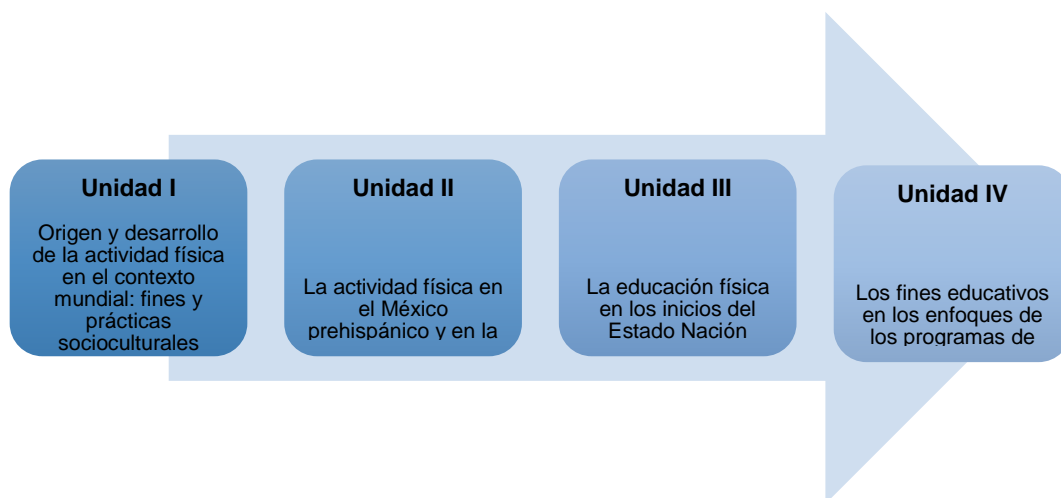 Unidad I
Origen y desarrollo
de la actividad física
en el contexto
mundial: fines y
prácticas
socioculturales
Unidad II
La actividad física en
el México
prehispánico y en la
Unidad III
La educación física
en los inicios del
Estado Nación
Unidad IV
Los fines educativos
en los enfoques de
los programas de